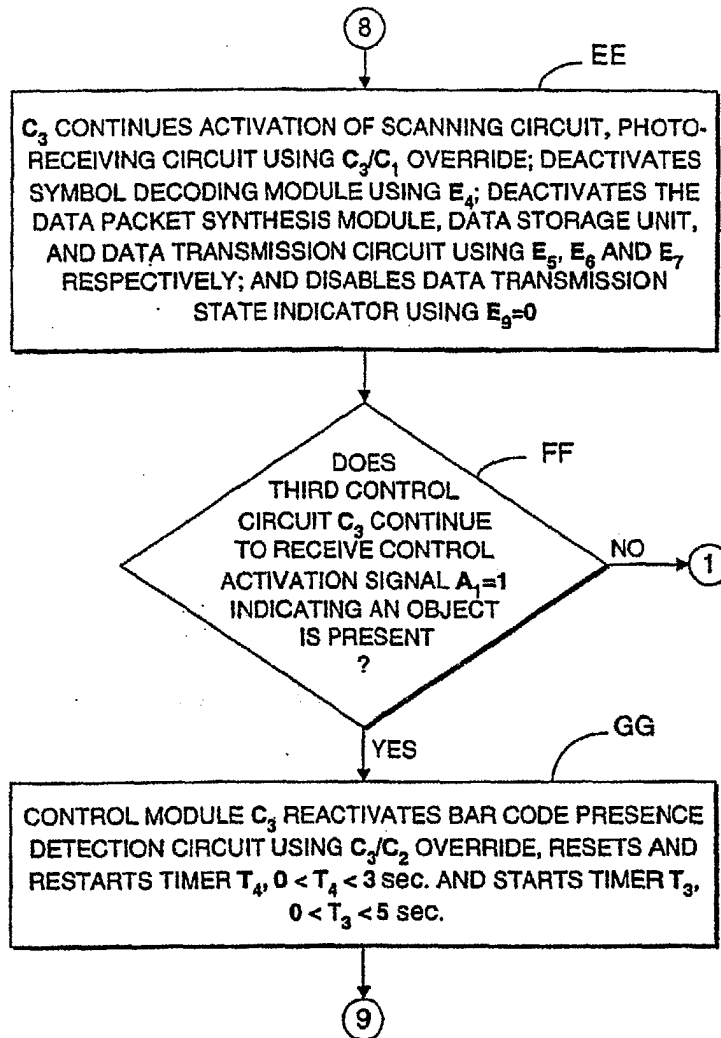 8
EE
C₃ CONTINUES ACTIVATION OF SCANNING CIRCUIT, PHOTO-
RECEIVING CIRCUIT USING C₃/C₁ OVERRIDE; DEACTIVATES
SYMBOL DECODING MODULE USING E₄; DEACTIVATES THE
DATA PACKET SYNTHESIS MODULE, DATA STORAGE UNIT,
AND DATA TRANSMISSION CIRCUIT USING E₅, E₆ AND E₇
RESPECTIVELY; AND DISABLES DATA TRANSMISSION
STATE INDICATOR USING E₉=0
FF
DOES
THIRD CONTROL
CIRCUIT C₃ CONTINUE
TO RECEIVE CONTROL
ACTIVATION SIGNAL A₁=1
INDICATING AN OBJECT
IS PRESENT
?
NO
1
YES
GG
CONTROL MODULE C₃ REACTIVATES BAR CODE PRESENCE
DETECTION CIRCUIT USING C₃/C₂ OVERRIDE, RESETS AND
RESTARTS TIMER T₄, 0 < T₄ < 3 sec. AND STARTS TIMER T₃,
0 < T₃ < 5 sec.
9